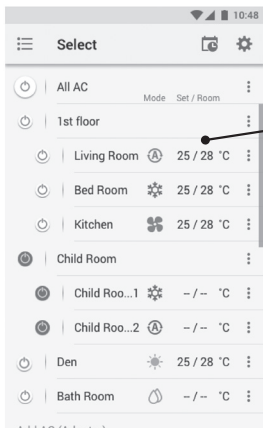 10:48
Select
All AC
Mode Set / Room
1st floor
Living Room A 25 / 28 °C
Bed Room 25 / 28 °C
Kitchen 25 / 28 °C
Child Room
Child Roo...1 -- / -- °C
Child Roo...2 A -- / -- °C
Den 25 / 28 °C
Bath Room -- / -- °C